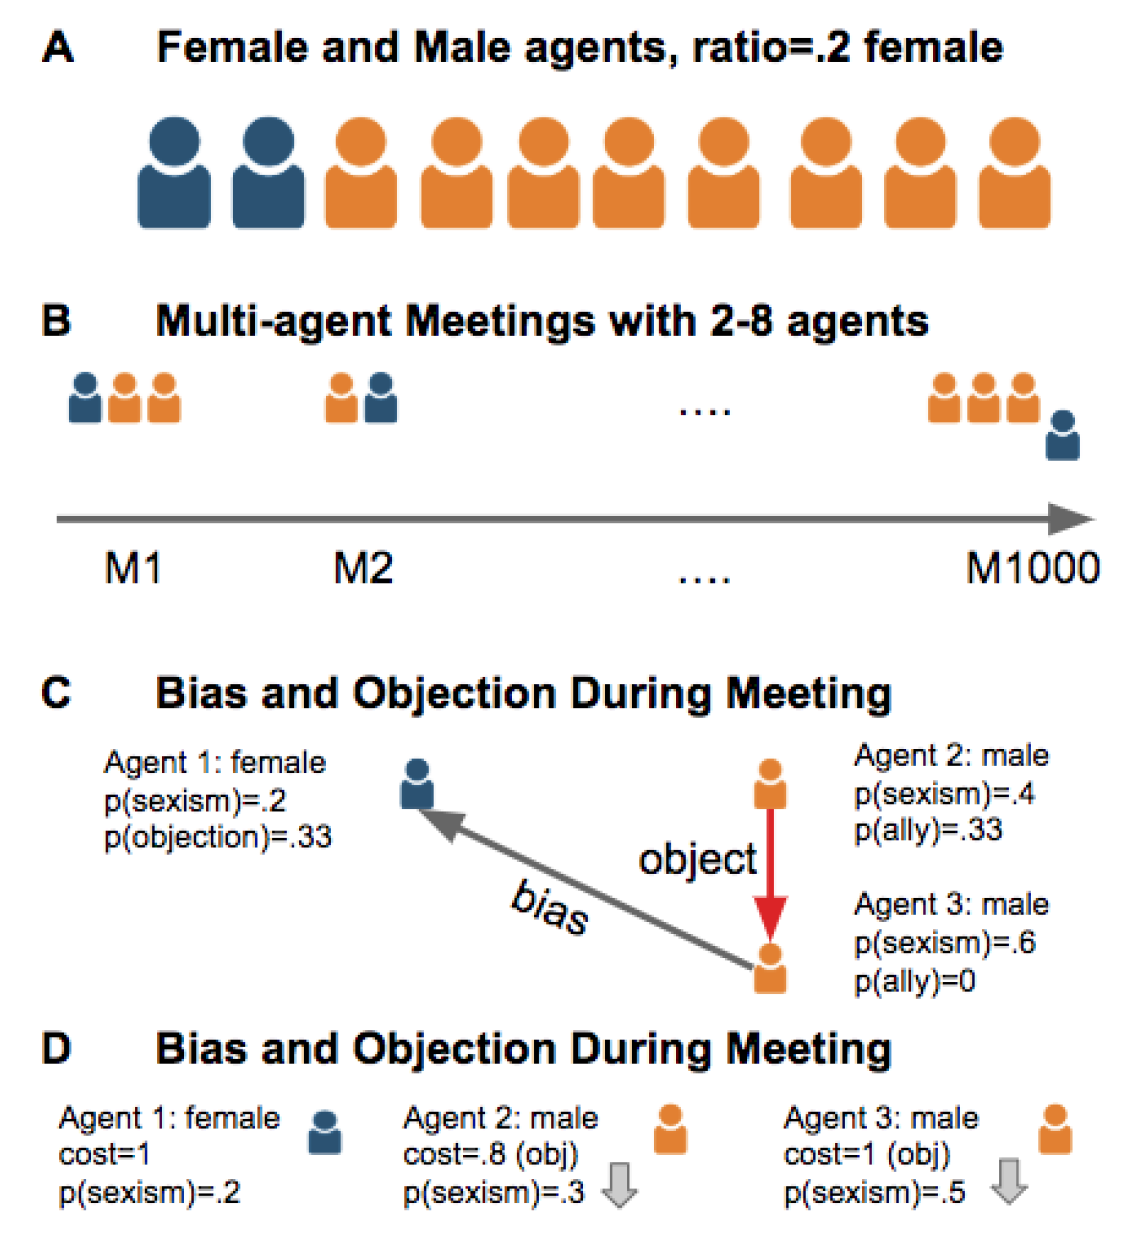 A Female and Male agents, ratio=.2 female
B Multi-agent Meetings with 2-8 agents
....
M1 M2 .... M1000
C Bias and Objection During Meeting
Agent 1: female
p(sexism)=.2
p(objection)=.33
Agent 2: male
p(sexism)=.4
p(ally)=.33
object
bias
Agent 3: male
p(sexism)=.6
p(ally)=0
D Bias and Objection During Meeting
Agent 1: female
cost=1
p(sexism)=.2
Agent 2: male
cost=.8 (obj)
p(sexism)=.3
Agent 3: male
cost=1 (obj)
p(sexism)=.5